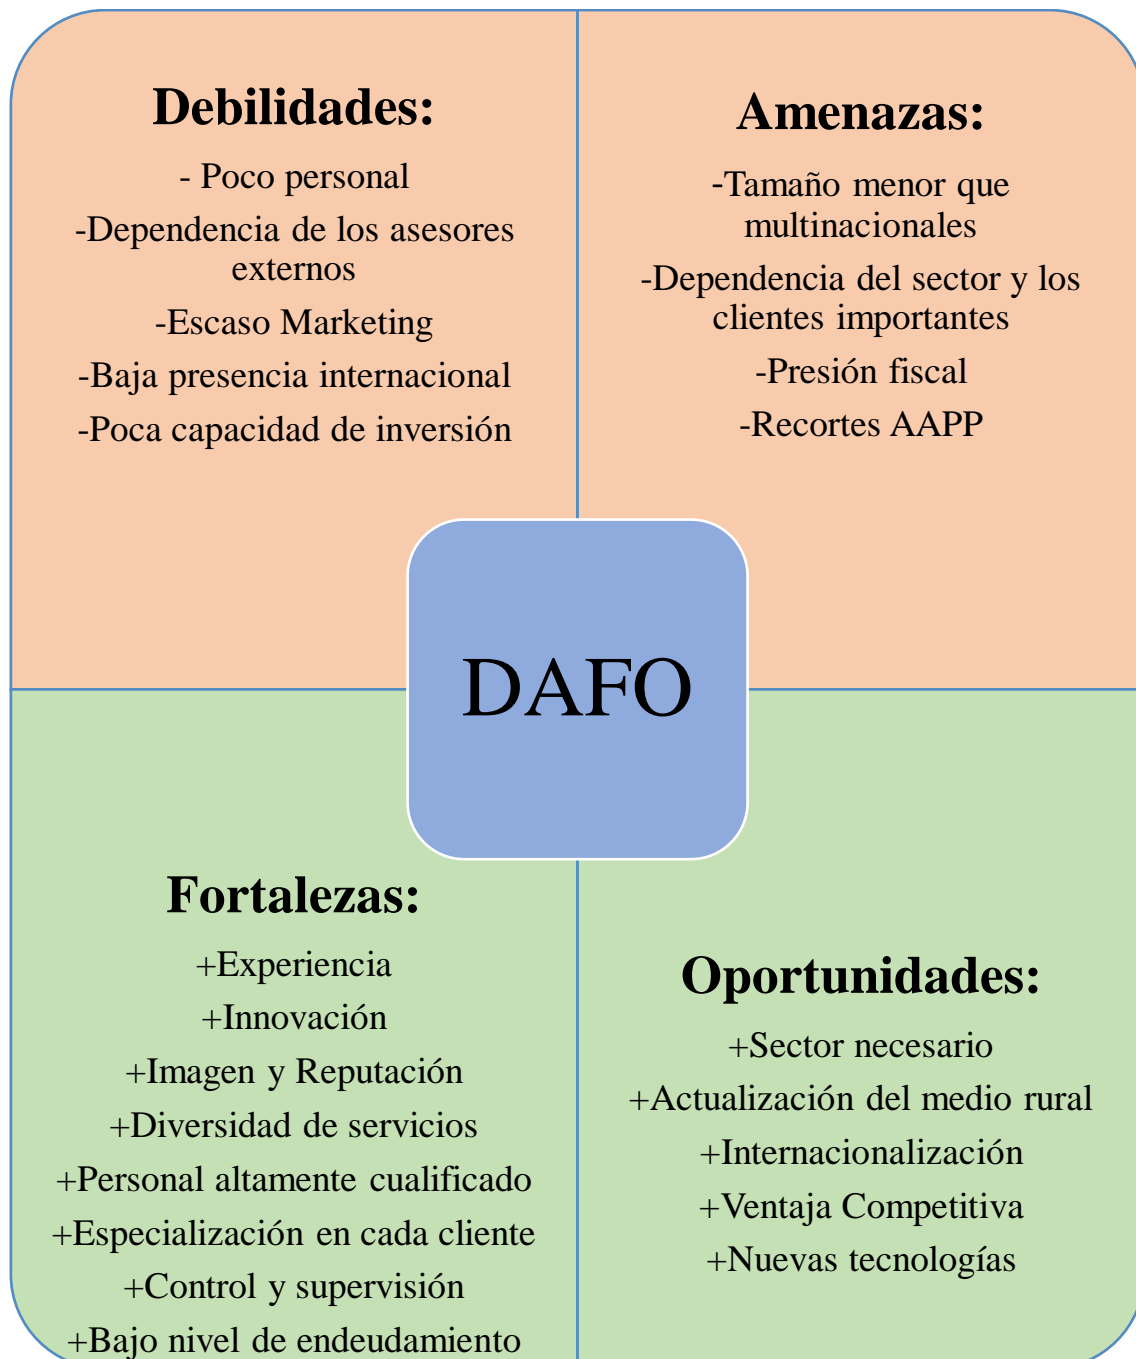 Debilidades:
- Poco personal
-Dependencia de los asesores
externos
-Escaso Marketing
-Baja presencia internacional
-Poca capacidad de inversión
Amenazas:
-Tamaño menor que
multinacionales
-Dependencia del sector y los
clientes importantes
-Presión fiscal
-Recortes AAPP
DAFO
Fortalezas:
+Experiencia
+Innovación
+Imagen y Reputación
+Diversidad de servicios
+Personal altamente cualificado
+Especialización en cada cliente
+Control y supervisión
+Bajo nivel de endeudamiento
Oportunidades:
+Sector necesario
+Actualización del medio rural
+Internacionalización
+Ventaja Competitiva
+Nuevas tecnologías